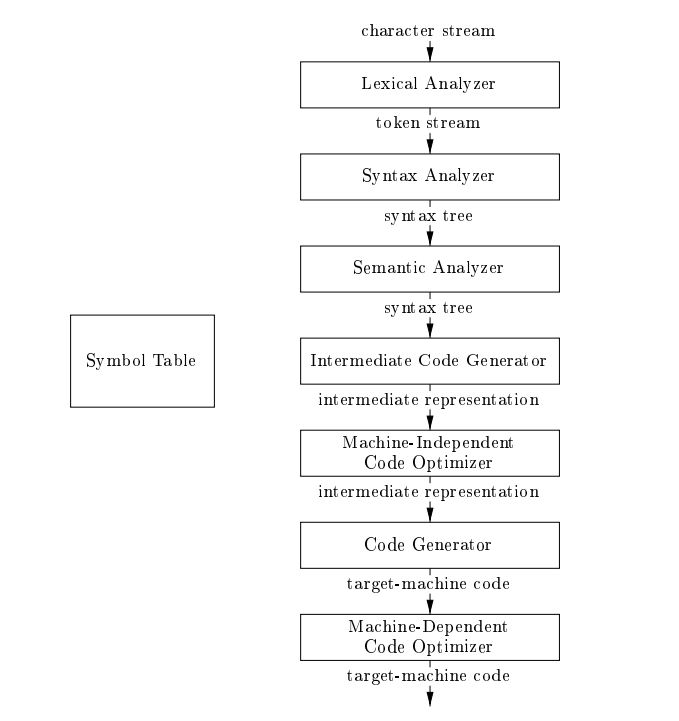 character stream
Lexical Analyzer
token stream
Syntax Analyzer
syntax tree
Semantic Analyzer
syntax tree
Symbol Table
Intermediate Code Generator
intermediate representation
Machine-Independent
Code Optimizer
intermediate representation
Code Generator
target-machine code
Machine-Dependent
Code Optimizer
target-machine code